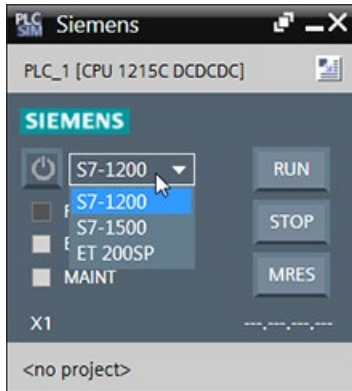 PLC SIM Siemens
PLC_1 [CPU 1215C DCDCDC]
SIEMENS
S7-1200 RUN
S7-1200
S7-1500 STOP
ET 200SP
MAINT MRES
X1 ---.---.---.---
<no project>